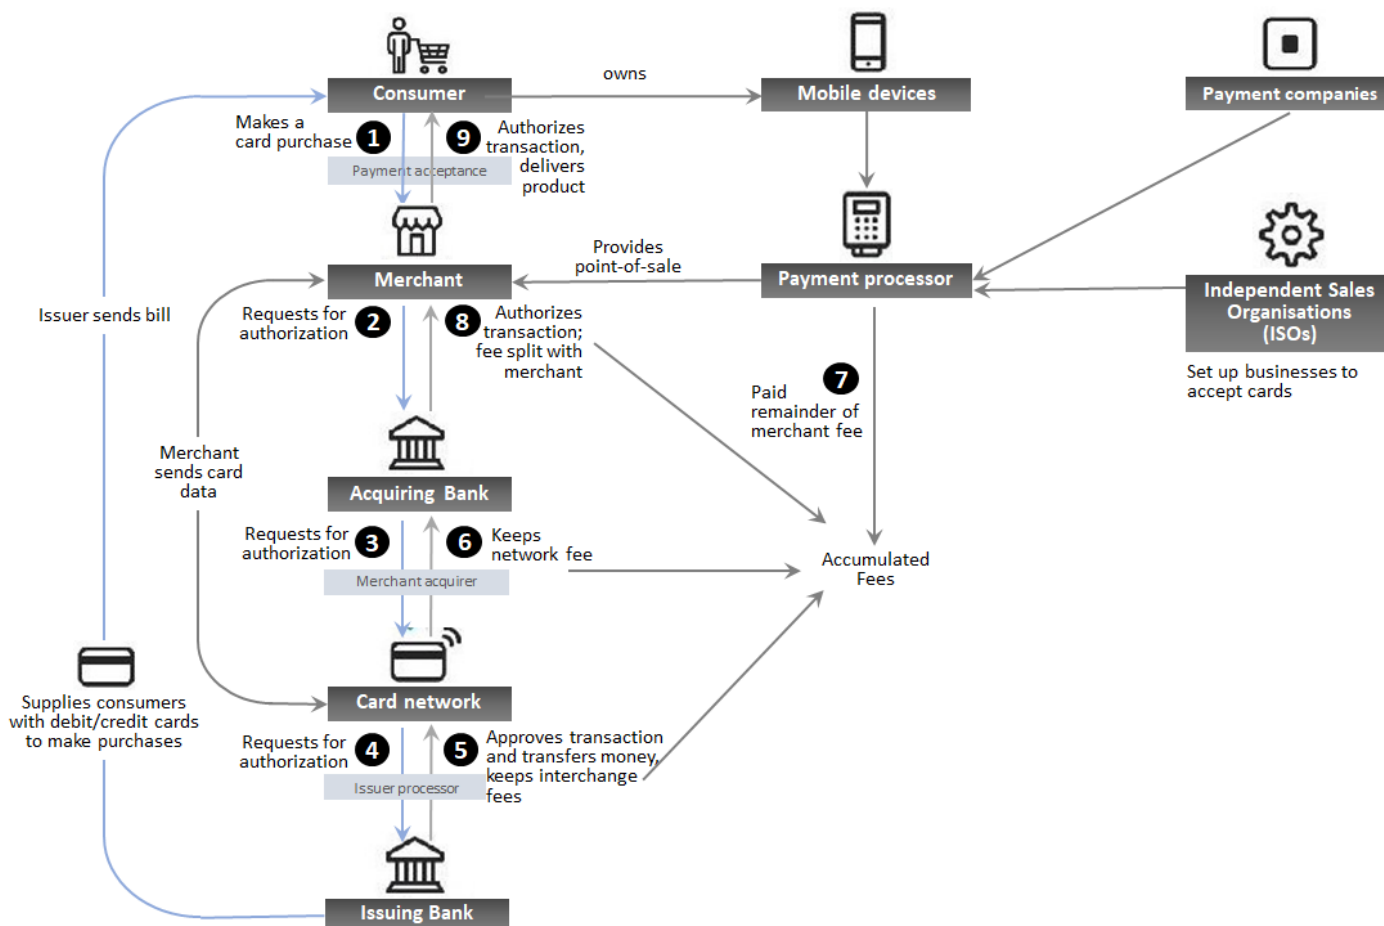 owns
Consumer
Mobile devices
Payment companies
Makes a
card purchase
1
9
Authorizes
transaction,
delivers
product
Payment acceptance
Provides
point-of-sale
Merchant
Payment processor
Independent Sales
Organisations
(ISOs)
Set up businesses to
accept cards
Issuer sends bill
Requests for
authorization
2
8
Authorizes
transaction;
fee split with
merchant
7
Paid
remainder of
merchant fee
Merchant
sends card
data
Acquiring Bank
Requests for
authorization
3
6
Keeps
network fee
Merchant acquirer
Accumulated
Fees
Supplies consumers
with debit/credit cards
to make purchases
Card network
Requests for
authorization
4
5
Approves transaction
and transfers money,
keeps interchange
fees
Issuer processor
Issuing Bank